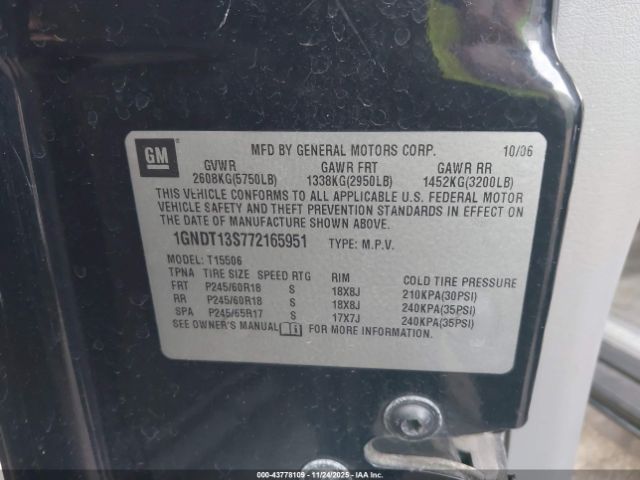 GM
MFD BY GENERAL MOTORS CORP. 10/06
GVWR GAWR FRT GAWR RR
2608KG(5750LB) 1338KG(2950LB) 1452KG(3200LB)
THIS VEHICLE CONFORMS TO ALL APPLICABLE U.S. FEDERAL MOTOR
VEHICLE SAFETY AND THEFT PREVENTION STANDARDS IN EFFECT ON
THE DATE OF MANUFACTURE SHOWN ABOVE.
1GNDT13S772165951 TYPE: M.P.V.
MODEL: T15506
TPNA TIRE SIZE SPEED RTG RIM COLD TIRE PRESSURE
FRT P245/60R18 S 18X8J 210KPA(30PSI)
RR P245/60R18 S 18X8J 240KPA(35PSI)
SPA P245/65R17 S 17X7J 240KPA(35PSI)
SEE OWNER'S MANUAL FOR MORE INFORMATION.
000-43778109 — 11/24/2025 — IAAI.com